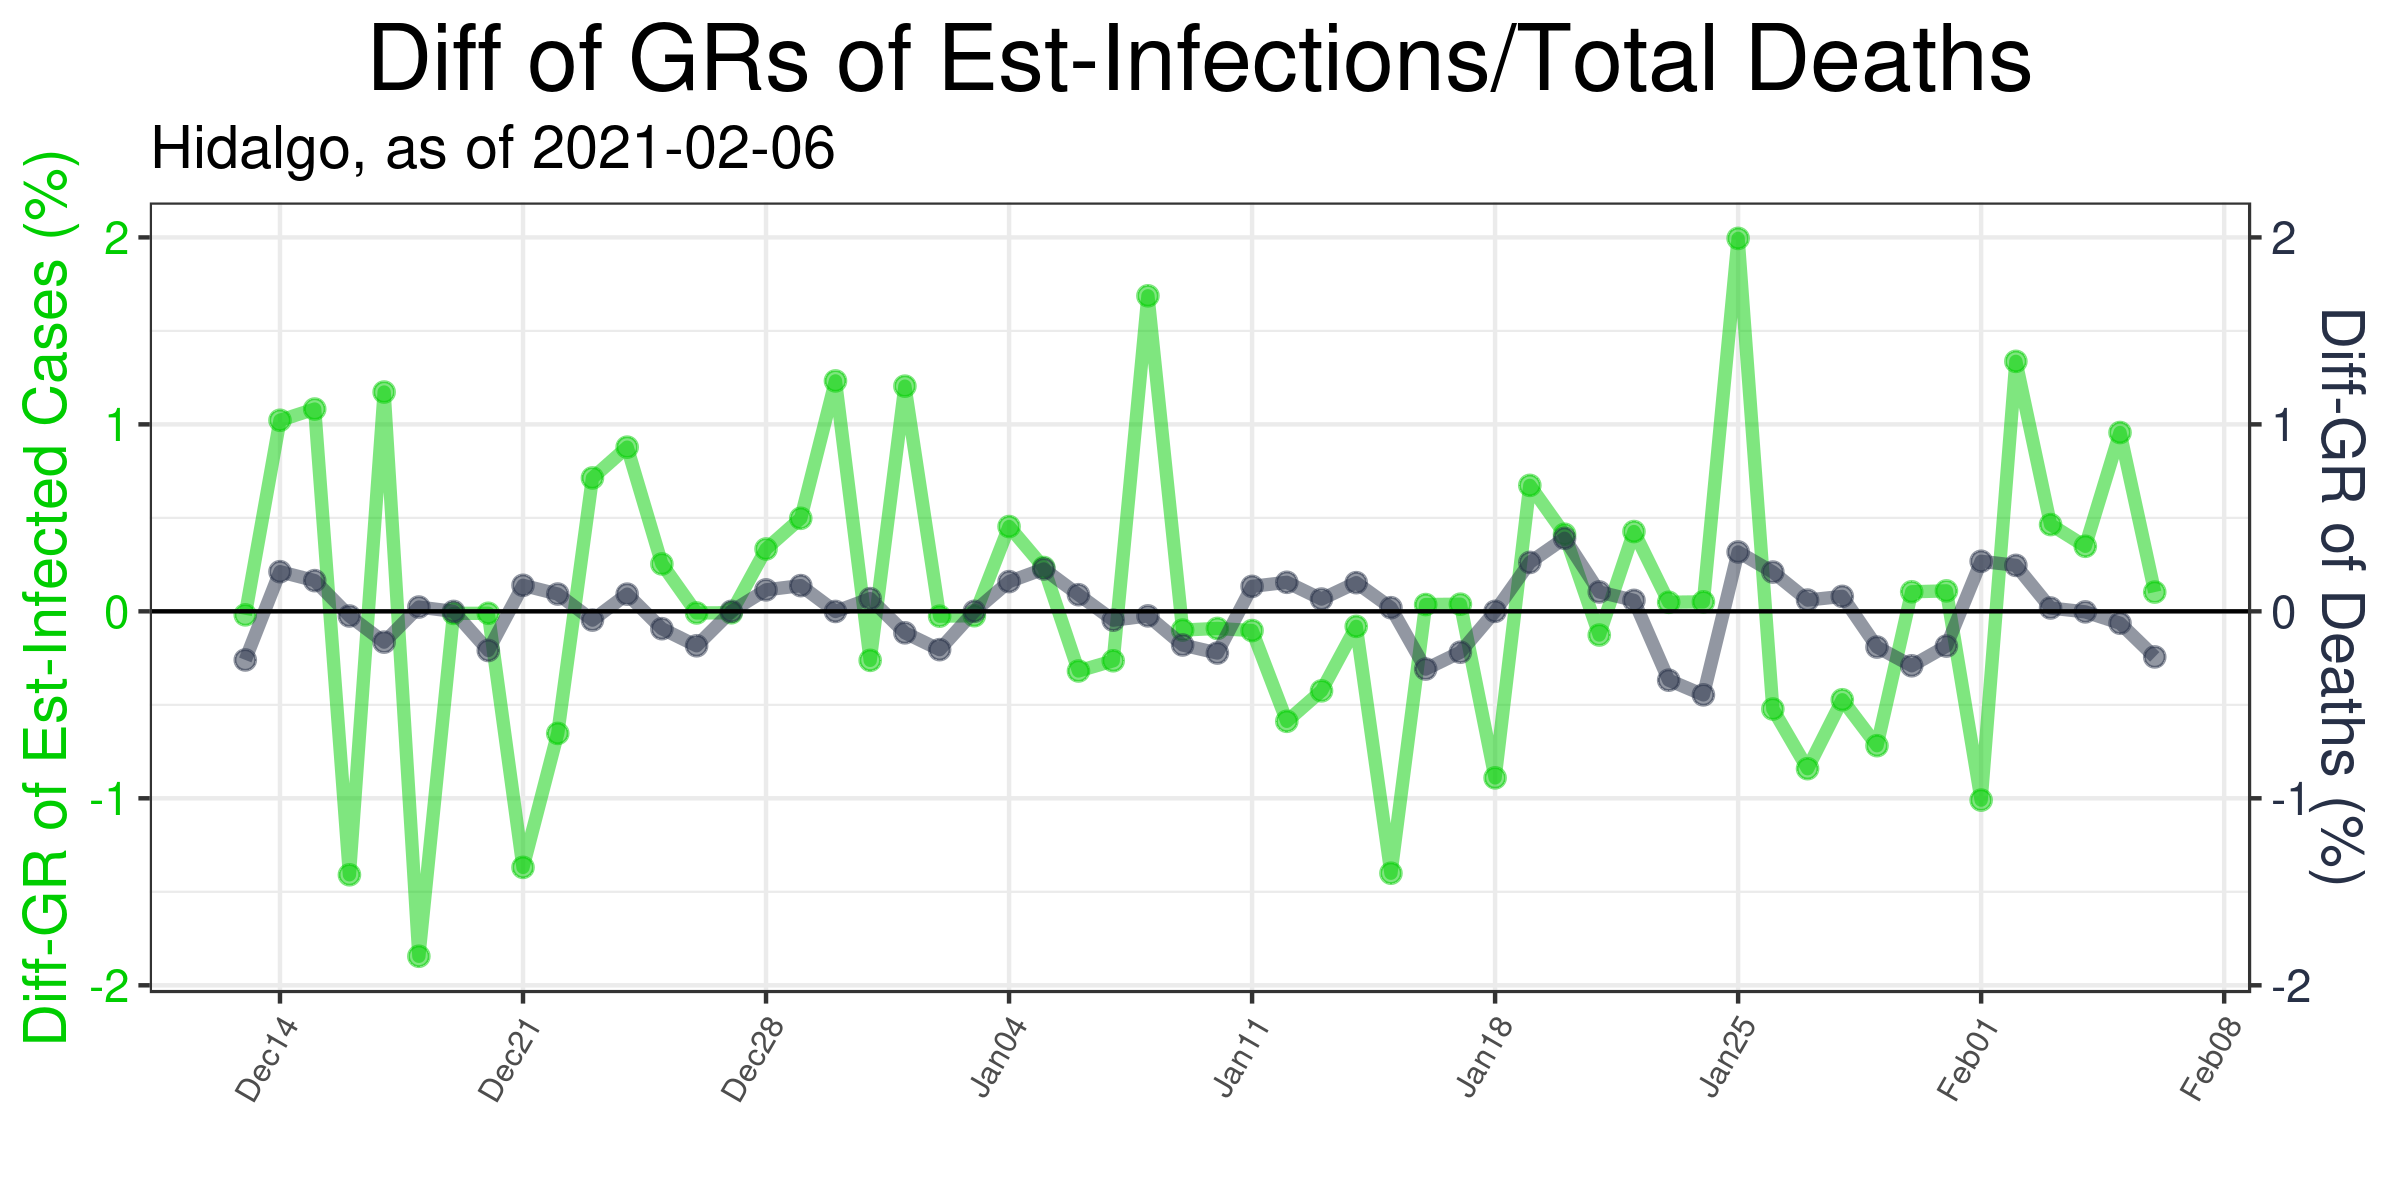 Diff of GRs of Est-Infections/Total Deaths
Hidalgo, as of 2021-02-06
Diff-GR of Est-Infected Cases (%)
2
1
0
-1
-2
2
1
0
-1
-2
Diff-GR of Deaths (%)
Dec14
Dec21
Dec28
Jan04
Jan11
Jan18
Jan25
Feb01
Feb08